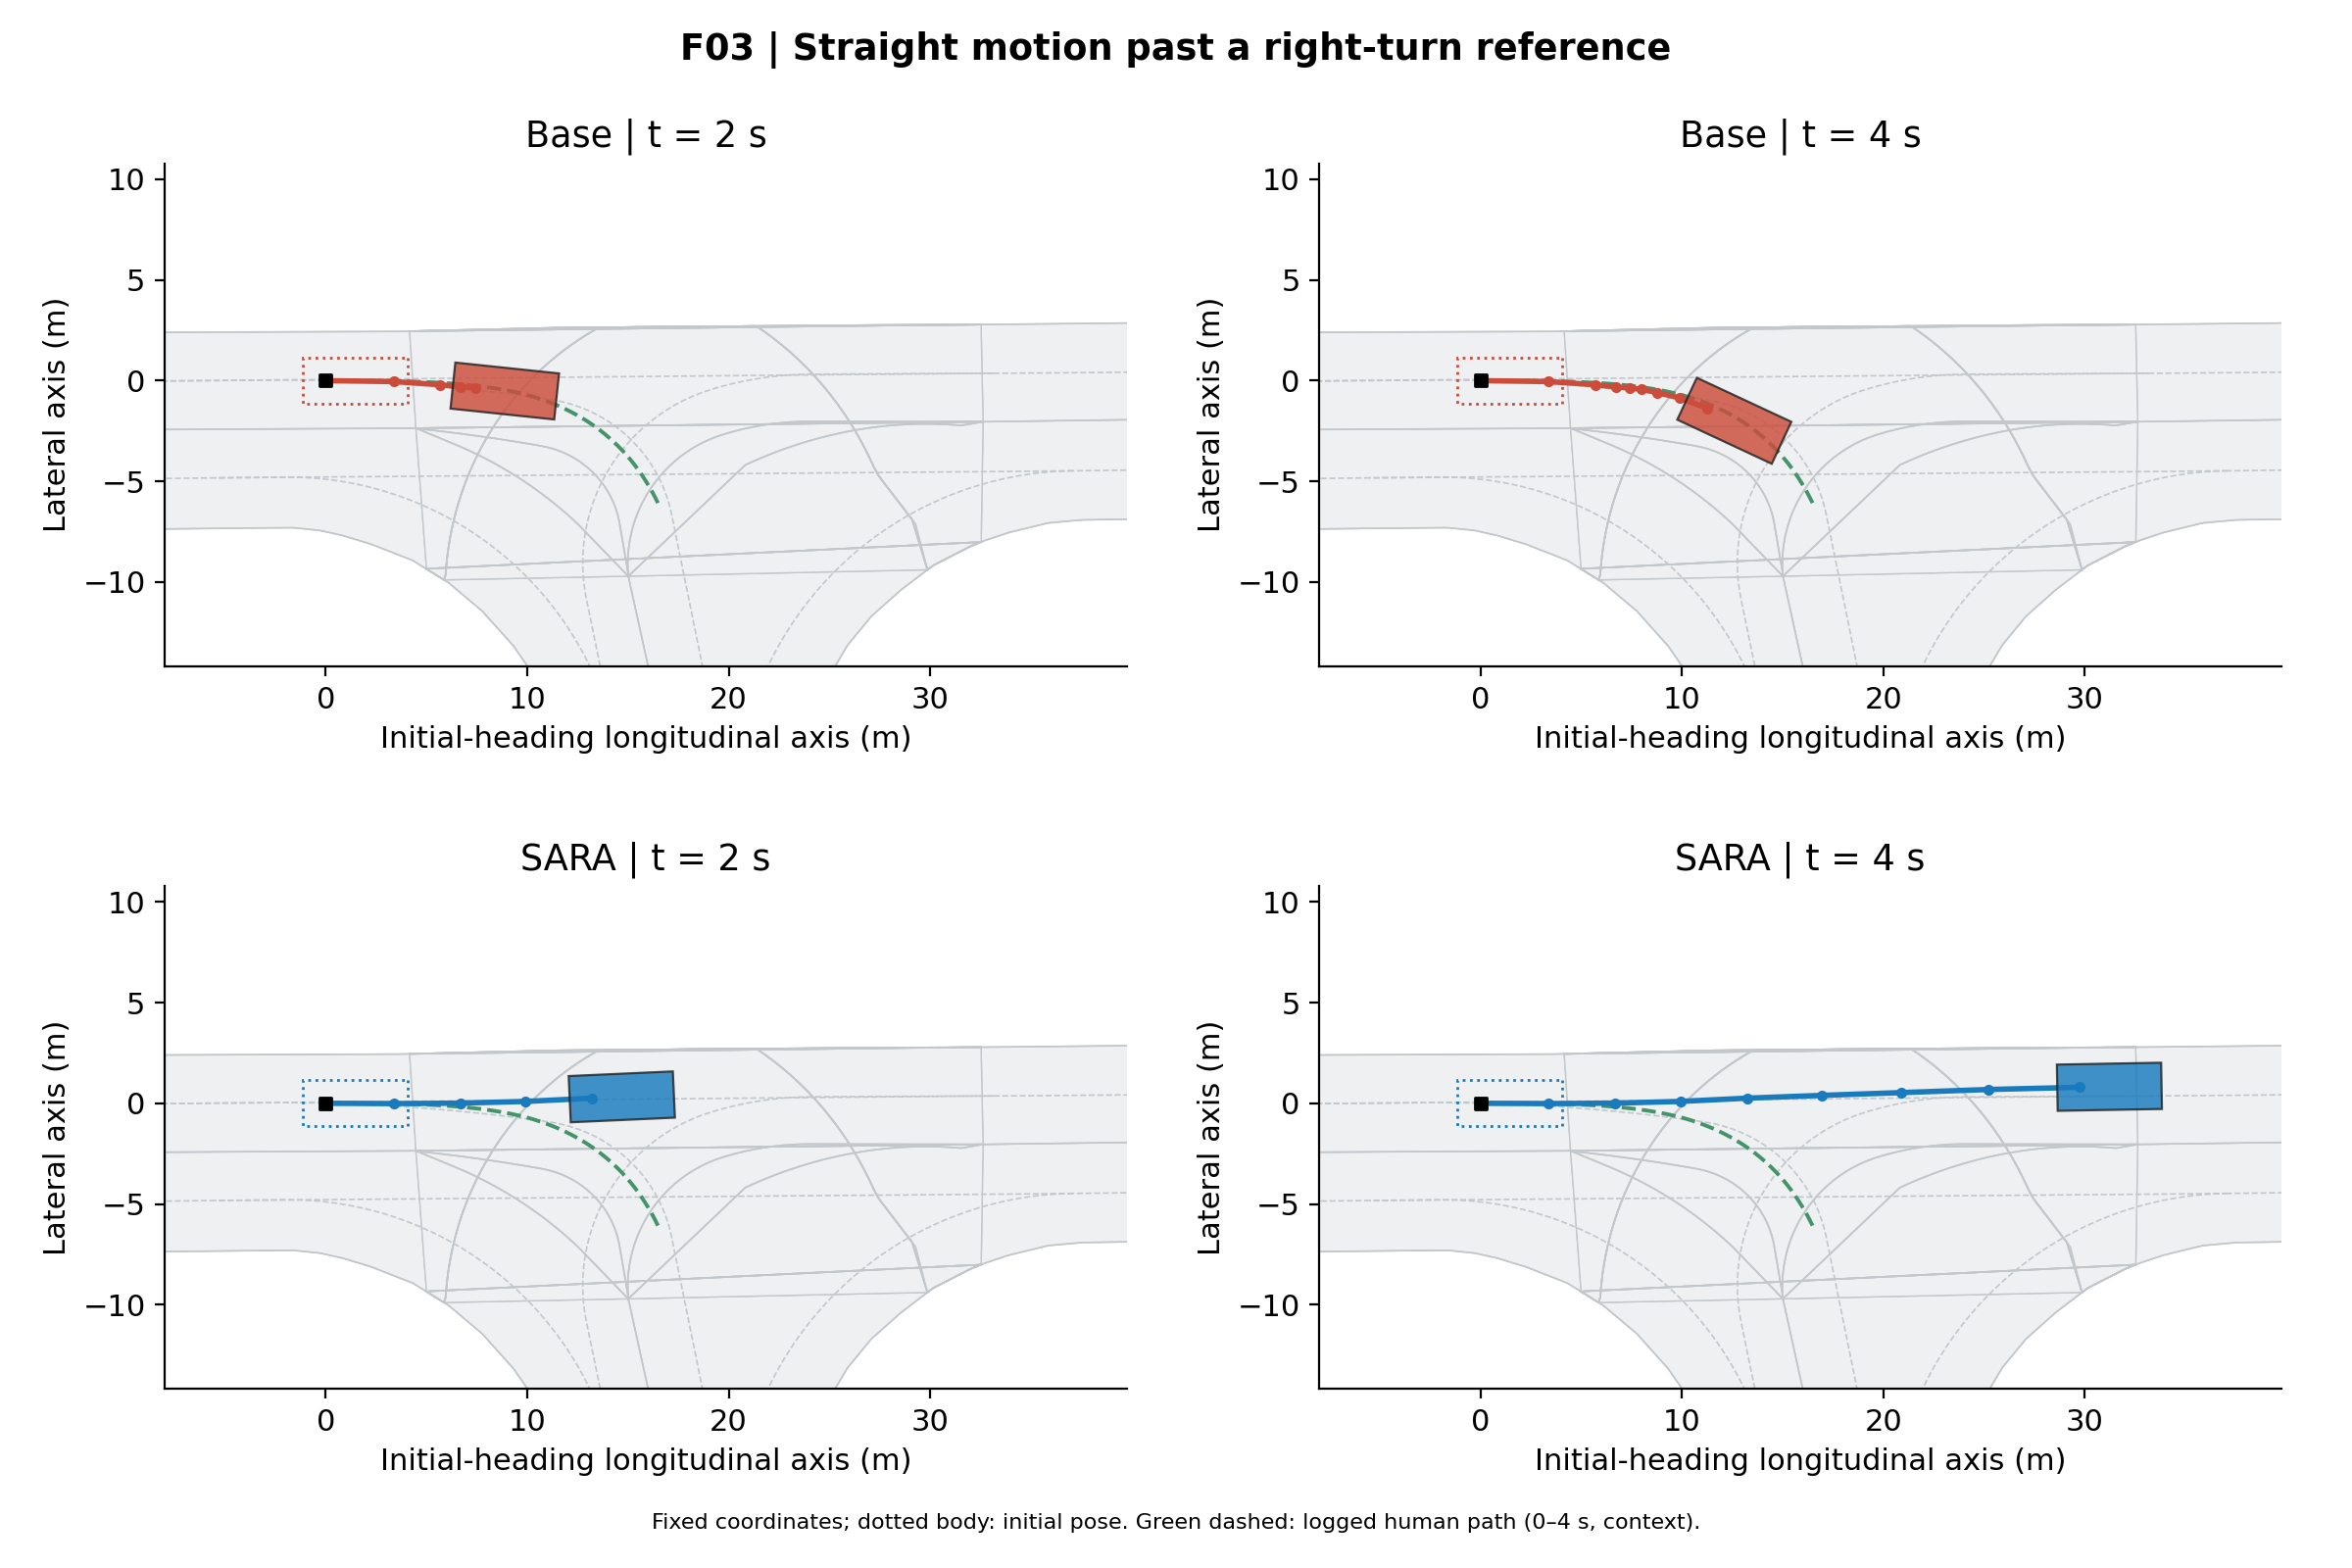 F03 | Straight motion past a right-turn reference
Base | t = 2 s
Base | t = 4 s
10
5
0
−5
−10
Lateral axis (m)
0 10 20 30
Initial-heading longitudinal axis (m)
10
5
0
−5
−10
Lateral axis (m)
0 10 20 30
Initial-heading longitudinal axis (m)
SARA | t = 2 s
SARA | t = 4 s
10
5
0
−5
−10
Lateral axis (m)
0 10 20 30
Initial-heading longitudinal axis (m)
10
5
0
−5
−10
Lateral axis (m)
0 10 20 30
Initial-heading longitudinal axis (m)
Fixed coordinates; dotted body: initial pose. Green dashed: logged human path (0–4 s, context).